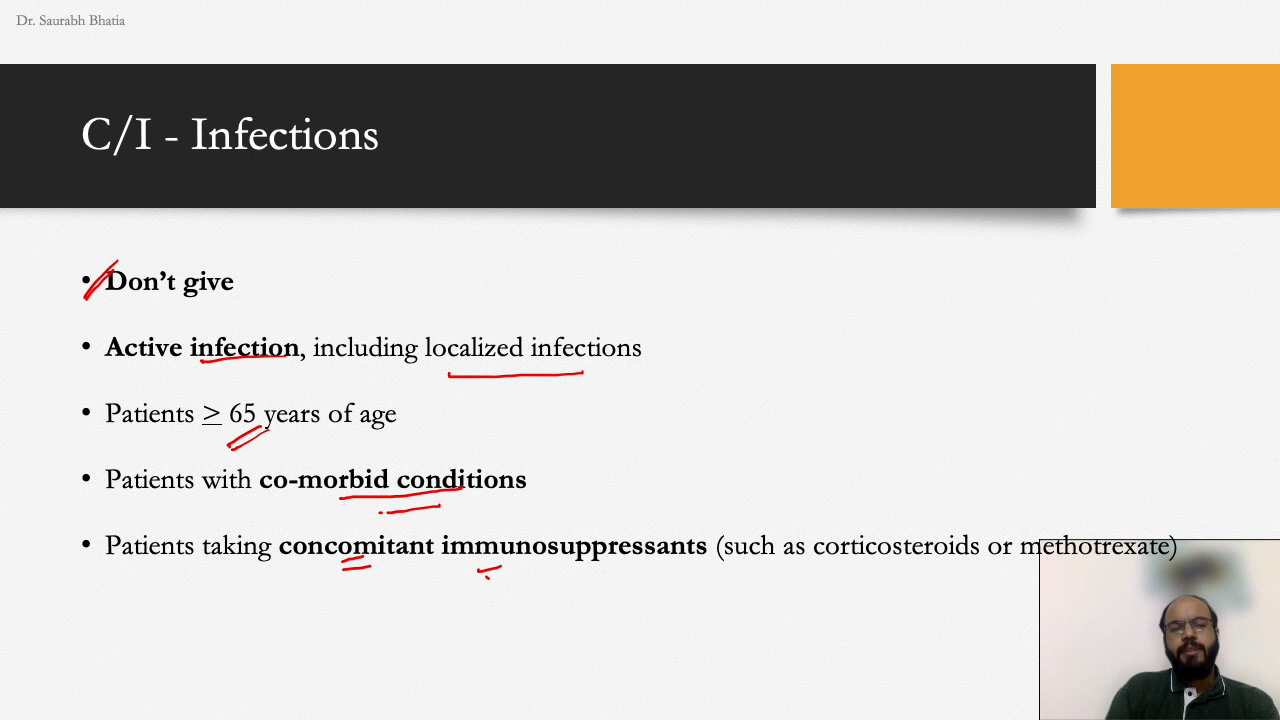 Dr. Saurabh Bhatia
C/I - Infections
• Don’t give
• Active infection, including localized infections
• Patients ≥ 65 years of age
• Patients with co-morbid conditions
• Patients taking concomitant immunosuppressants (such as corticosteroids or methotrexate)